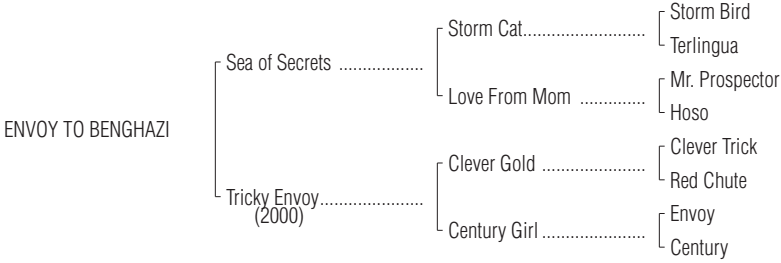 Storm Bird
Storm Cat..........................
Terlingua
Sea of Secrets ..................
Mr. Prospector
Love From Mom ..............
Hoso
ENVOY TO BENGHAZI
Clever Trick
Clever Gold ......................
Red Chute
Tricky Envoy......................
(2000)
Envoy
Century Girl ......................
Century